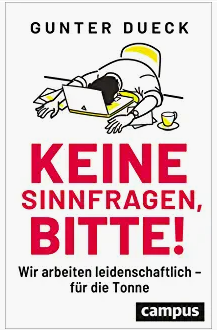 GUNTER DUECK
KEINE
SINNFRAGEN,
BITTE!
Wir arbeiten leidenschaftlich –
für die Tonne
campus